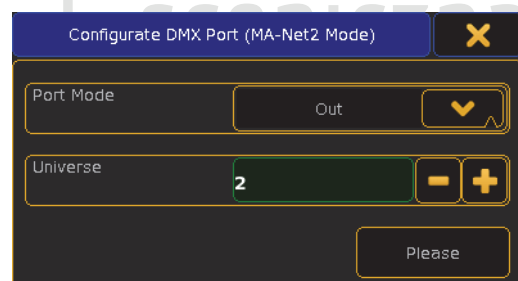 Configurate DMX Port (MA-Net2 Mode)
Port Mode
Out
Universe
2
Please